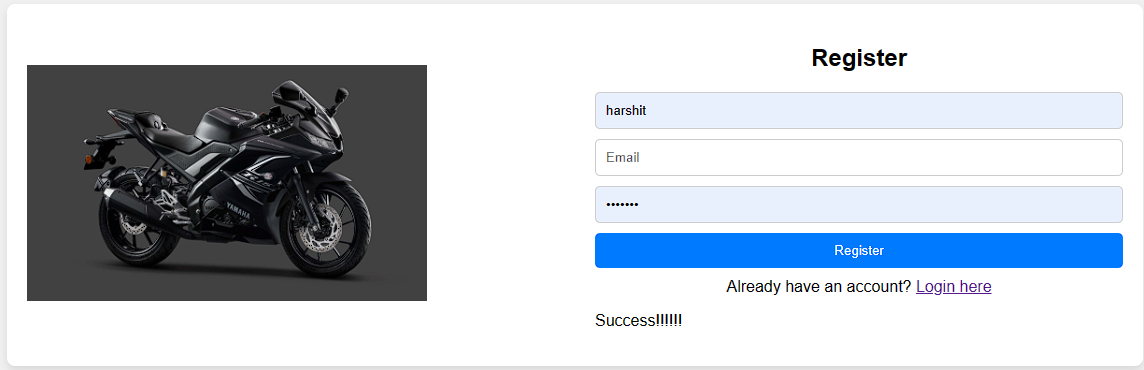 Register
harshit
Email
•••••••
Register
Already have an account? Login here
Success!!!!!!
YAMAHA